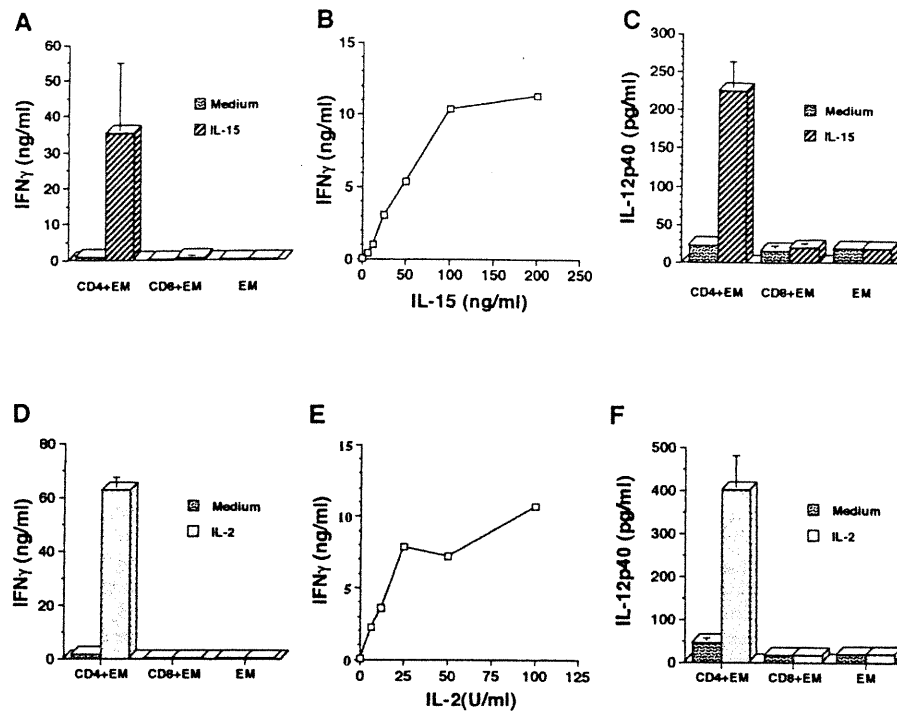 A
IFNγ (ng/ml)
60
50
40
30
20
10
0
Medium
IL-15
CD4+EM CD8+EM EM
B
IFNγ (ng/ml)
15
10
5
0
0 50 100 150 200 250
IL-15 (ng/ml)
C
IL-12p40 (pg/ml)
300
250
200
150
100
50
0
Medium
IL-15
CD4+EM CD8+EM EM
D
IFNγ (ng/ml)
80
60
40
20
0
Medium
IL-2
CD4+EM CD8+EM EM
E
IFNγ (ng/ml)
15
10
5
0
0 25 50 75 100 125
IL-2(U/ml)
F
IL-12p40 (pg/ml)
500
400
300
200
100
0
Medium
IL-2
CD4+EM CD8+EM EM